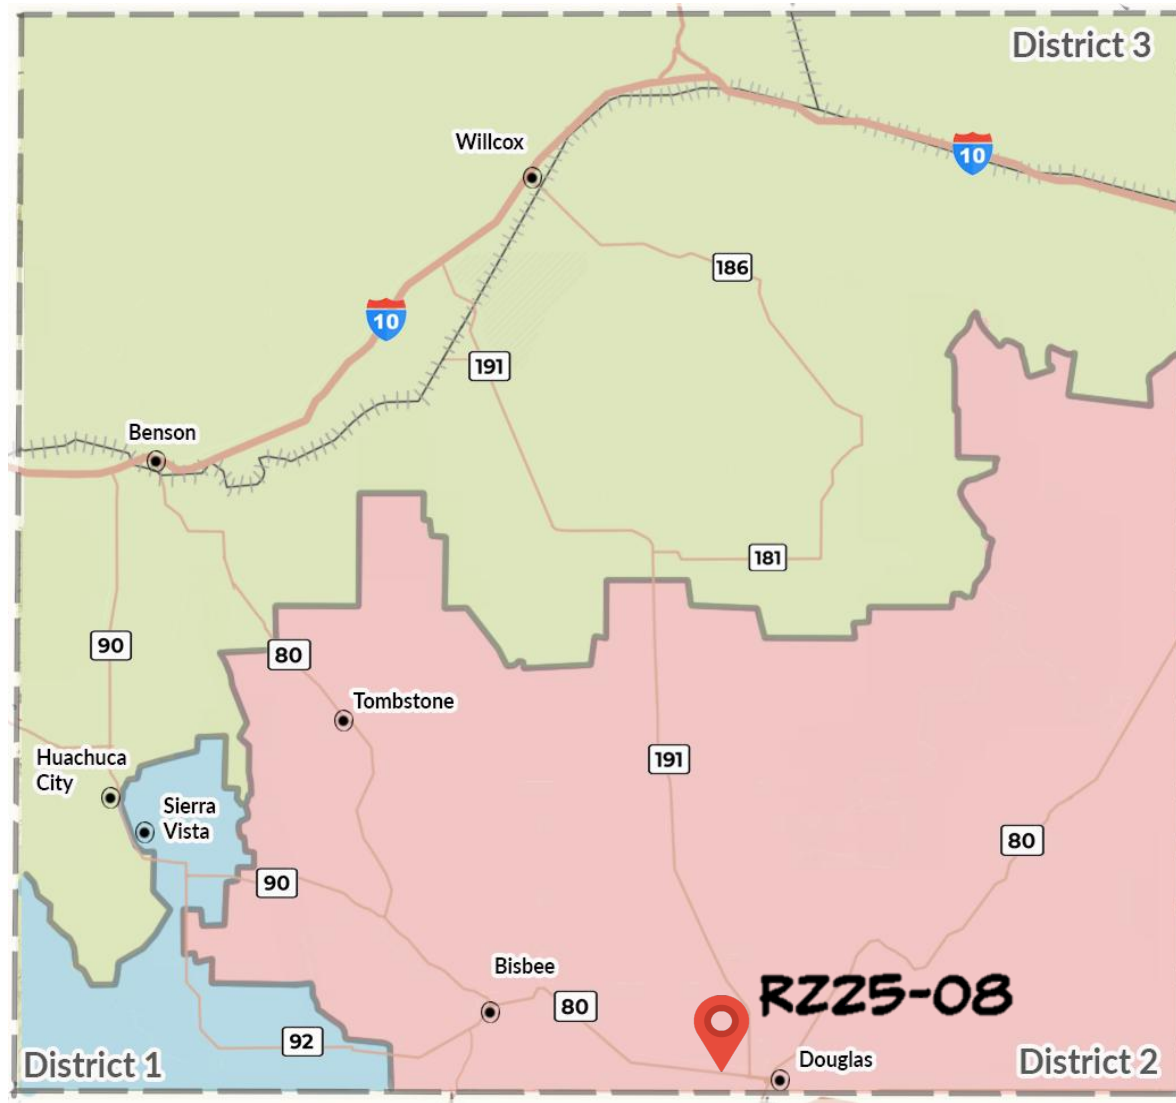 District 3
Willcox
10
186
10
191
Benson
181
90
80
Tombstone
191
Huachuca
City
Sierra
Vista
80
90
Bisbee
RZ25-08
80
92
District 1
Douglas
District 2